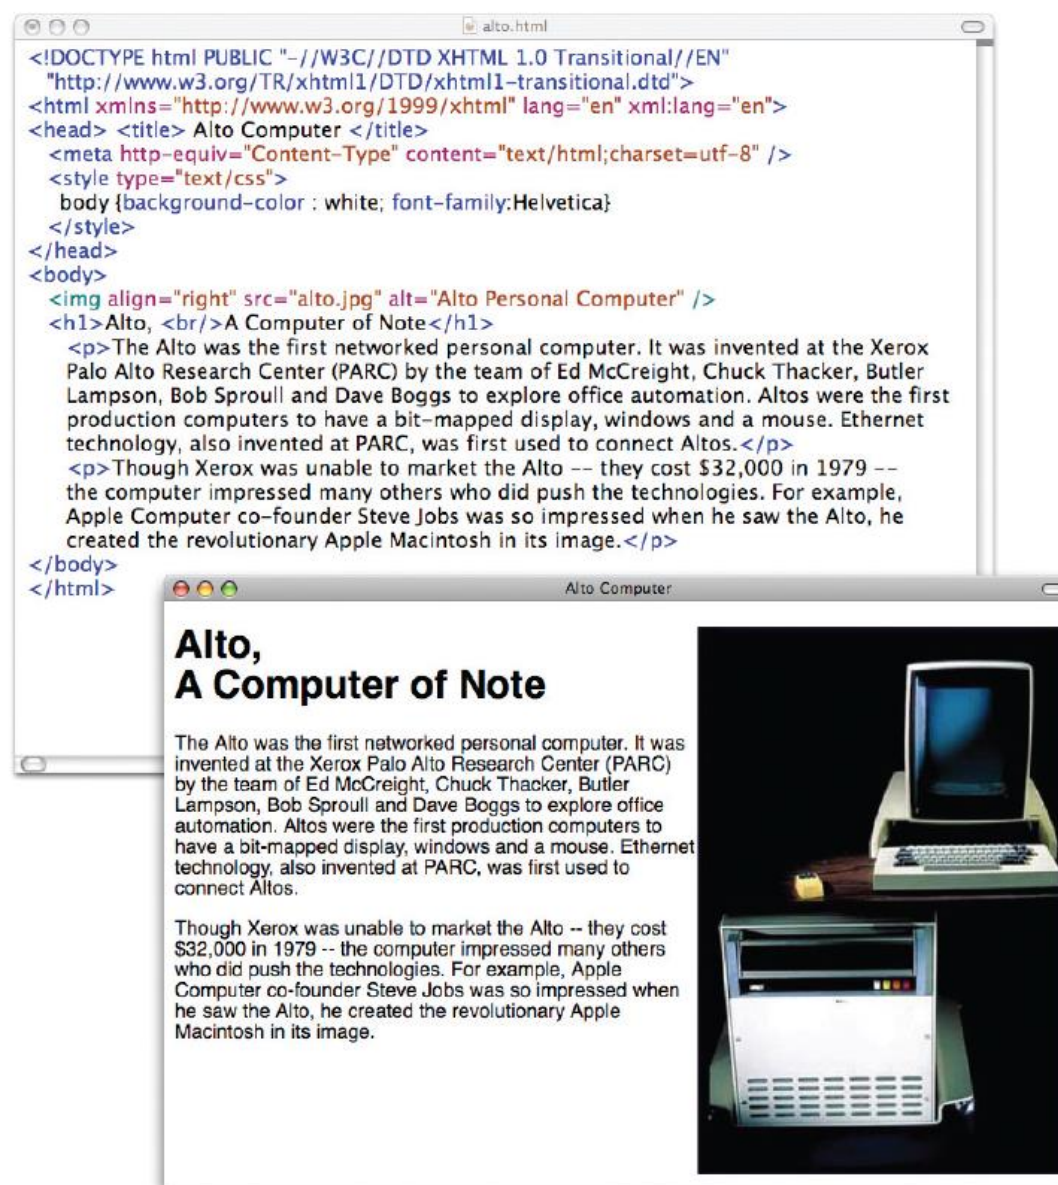 alto.html
<!DOCTYPE html PUBLIC "-//W3C//DTD XHTML 1.0 Transitional//EN"
"http://www.w3.org/TR/xhtml1/DTD/xhtml1-transitional.dtd">
<html xmlns="http://www.w3.org/1999/xhtml" lang="en" xml:lang="en">
<head> <title> Alto Computer </title>
<meta http-equiv="Content-Type" content="text/html;charset=utf-8" />
<style type="text/css">
body {background-color : white; font-family:Helvetica}
</style>
</head>
<body>
<img align="right" src="alto.jpg" alt="Alto Personal Computer" />
<h1>Alto, <br/>A Computer of Note</h1>
<p>The Alto was the first networked personal computer. It was invented at the Xerox
Palo Alto Research Center (PARC) by the team of Ed McCreight, Chuck Thacker, Butler
Lampson, Bob Sproull and Dave Boggs to explore office automation. Altos were the first
production computers to have a bit-mapped display, windows and a mouse. Ethernet
technology, also invented at PARC, was first used to connect Altos.</p>
<p>Though Xerox was unable to market the Alto -- they cost $32,000 in 1979 --
the computer impressed many others who did push the technologies. For example,
Apple Computer co-founder Steve Jobs was so impressed when he saw the Alto, he
created the revolutionary Apple Macintosh in its image.</p>
</body>
</html>
Alto Computer
Alto,
A Computer of Note
The Alto was the first networked personal computer. It was
invented at the Xerox Palo Alto Research Center (PARC)
by the team of Ed McCreight, Chuck Thacker, Butler
Lampson, Bob Sproull and Dave Boggs to explore office
automation. Altos were the first production computers to
have a bit-mapped display, windows and a mouse. Ethernet
technology, also invented at PARC, was first used to
connect Altos.
Though Xerox was unable to market the Alto -- they cost
$32,000 in 1979 -- the computer impressed many others
who did push the technologies. For example, Apple
Computer co-founder Steve Jobs was so impressed when
he saw the Alto, he created the revolutionary Apple
Macintosh in its image.